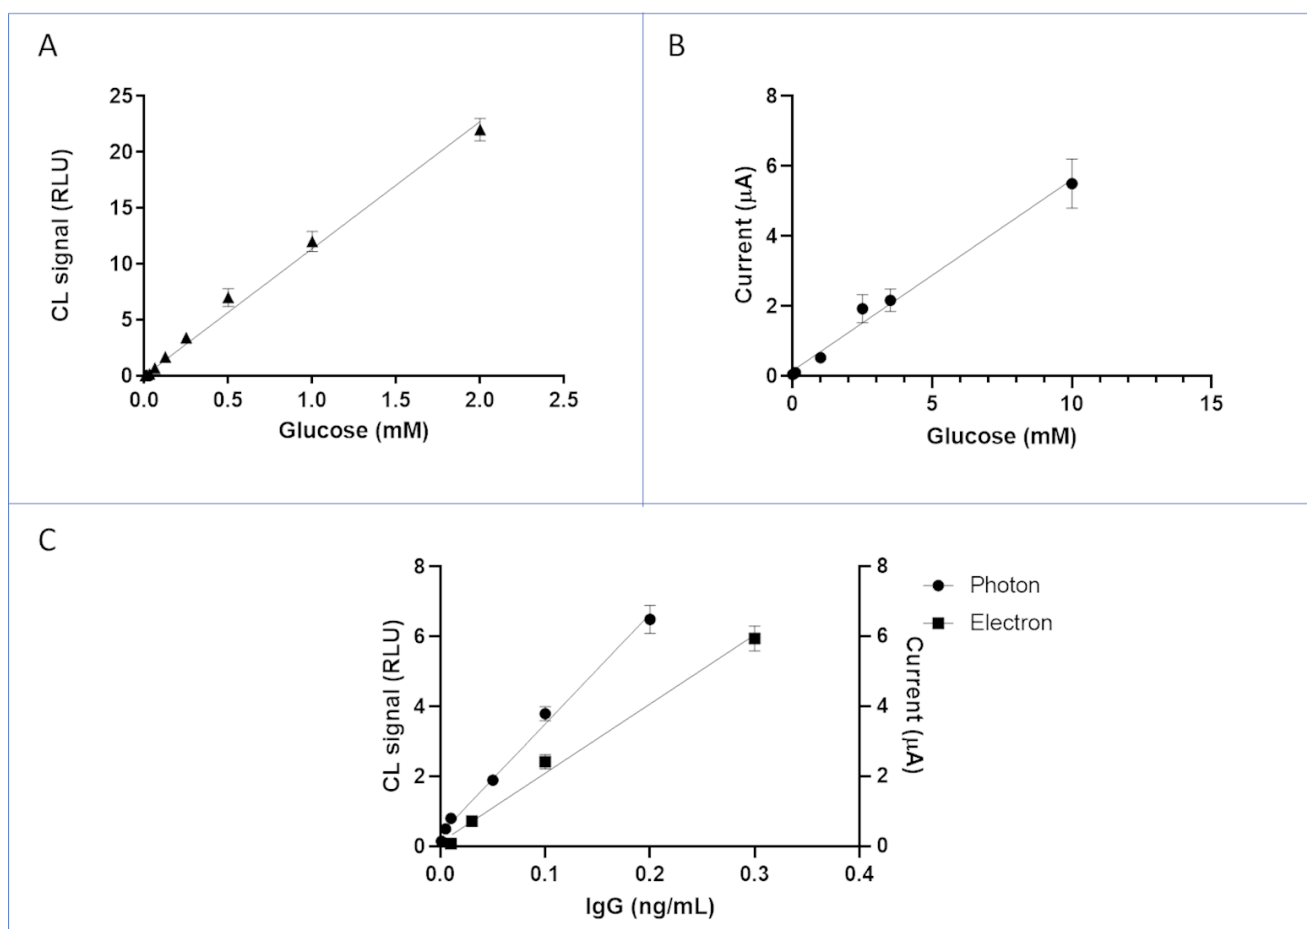 A
25
20
15
10
5
0
CL signal (RLU)
0.0 0.5 1.0 1.5 2.0 2.5
Glucose (mM)
B
8
6
4
2
0
Current (μA)
0 5 10 15
Glucose (mM)
C
8
6
4
2
0
CL signal (RLU)
0.0 0.1 0.2 0.3 0.4
IgG (ng/mL)
8
6
4
2
0
Current (μA)
Photon
Electron